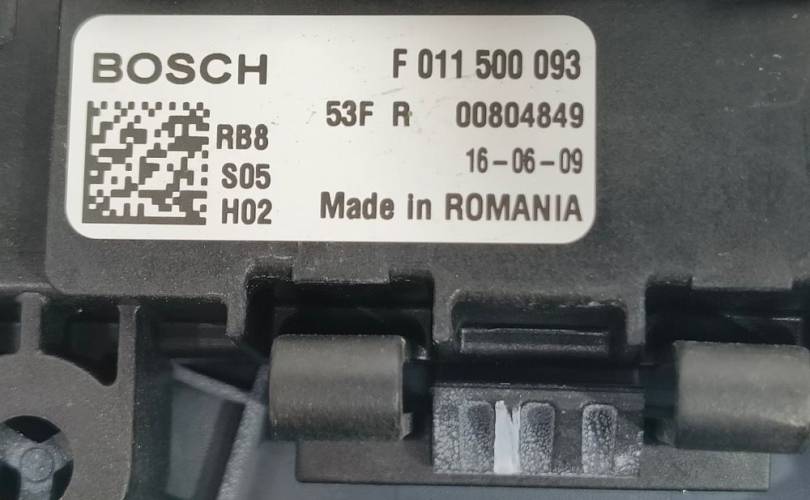 BOSCH F 011 500 093
53F R 00804849
RB8
16-06-09
S05
H02 Made in ROMANIA